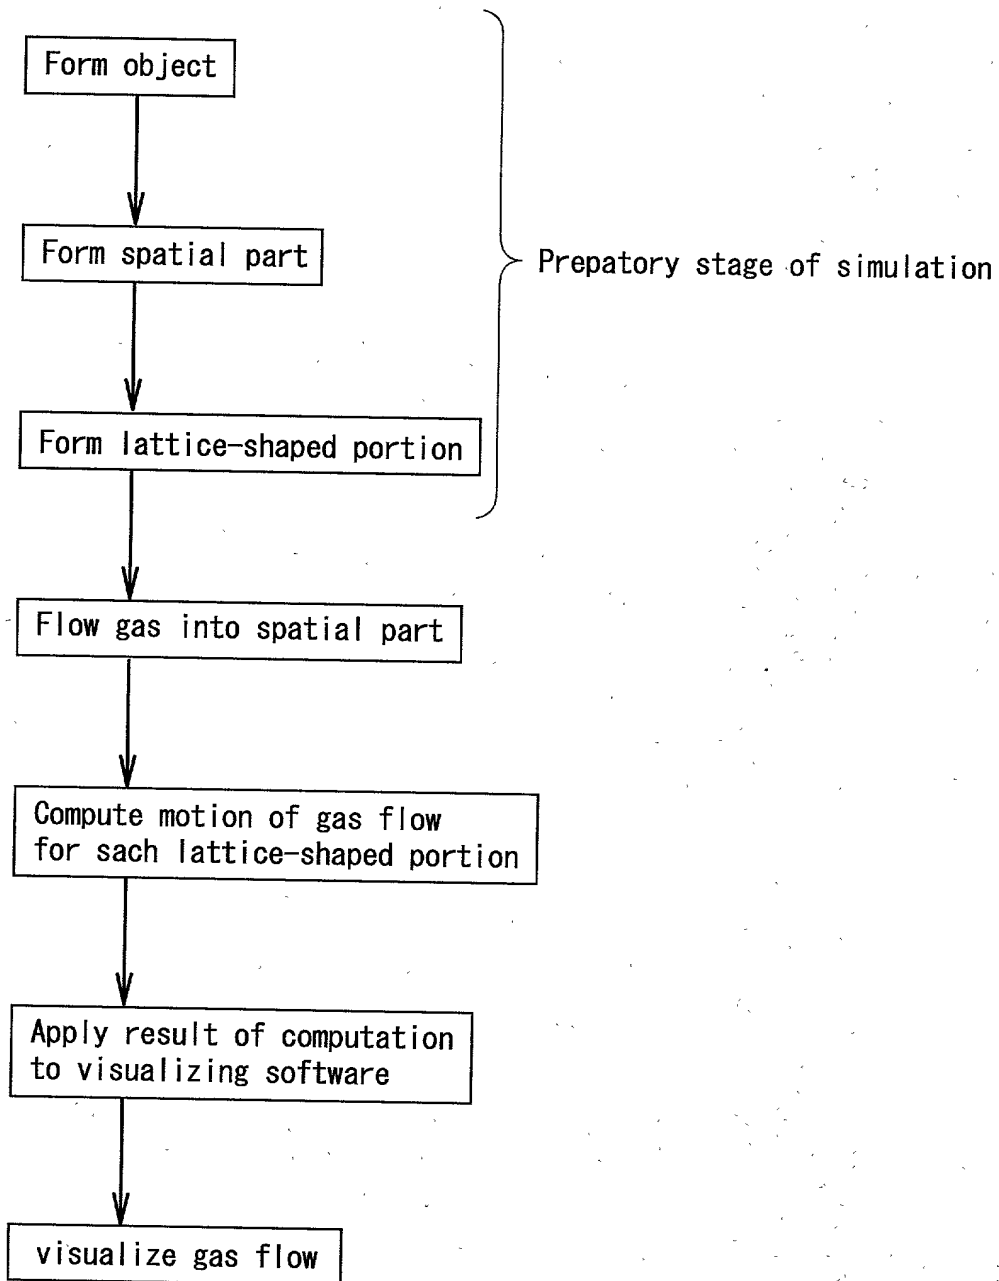 Form object
Form spatial part
Prepatory stage of simulation
Form lattice-shaped portion
Flow gas into spatial part
Compute motion of gas flow
for sach lattice-shaped portion
Apply result of computation
to visualizing software
visualize gas flow